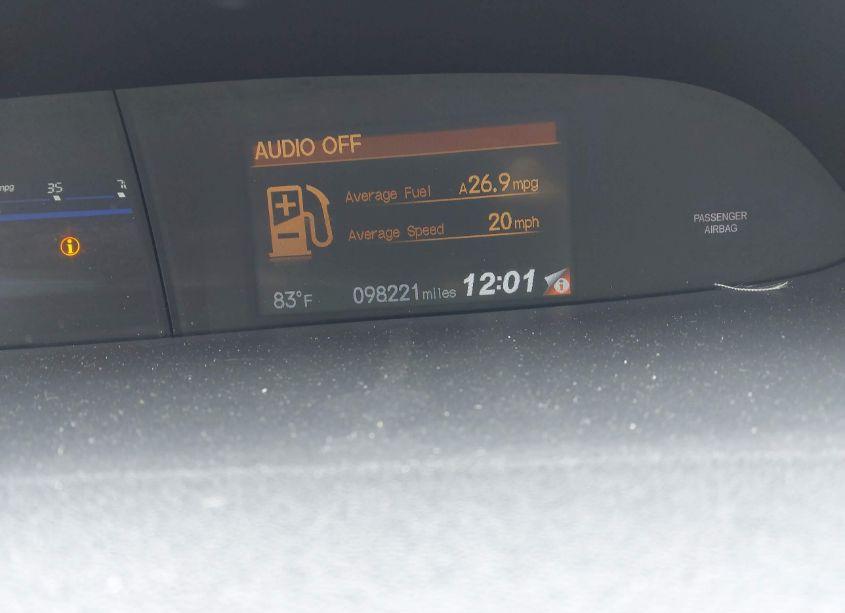 AUDIO OFF
mpg 35
Average Fuel A26.9mpg
Average Speed 20mph
PASSENGER
AIRBAG
83°F 098221miles 12:01